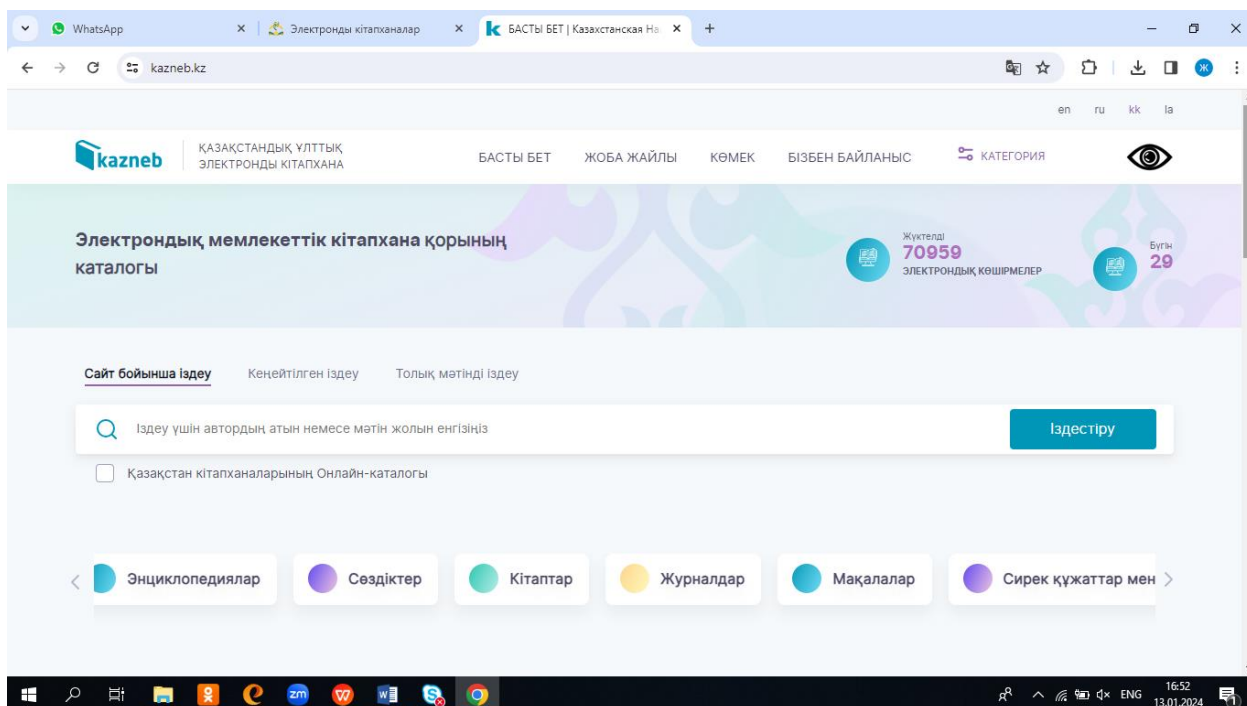 WhatsApp
Электронды кітапханалар
БАСТЫ БЕТ | Казахстанская На
kazneb.kz
en ru kk la
kazneb
ҚАЗАҚСТАНДЫҚ ҰЛТТЫҚ
ЭЛЕКТРОНДЫ КІТАПХАНА
БАСТЫ БЕТ ЖОБА ЖАЙЛЫ КӨМЕК БІЗБЕН БАЙЛАНЫС КАТЕГОРИЯ
Электрондық мемлекеттік кітапхана қорының
каталогы
Жүктелді
70959
ЭЛЕКТРОНДЫҚ КӨШІРМЕЛЕР
Бүгін
29
Сайт бойынша іздеу Кеңейтілген іздеу Толық мәтінді іздеу
Іздеу үшін автордың атын немесе мәтін жолын енгізіңіз
Іздестіру
Қазақстан кітапханаларының Онлайн-каталогы
Энциклопедиялар Сөздіктер Кітаптар Журналдар Мақалалар Сирек құжаттар мен
zm
ENG
16:52
13.01.2024